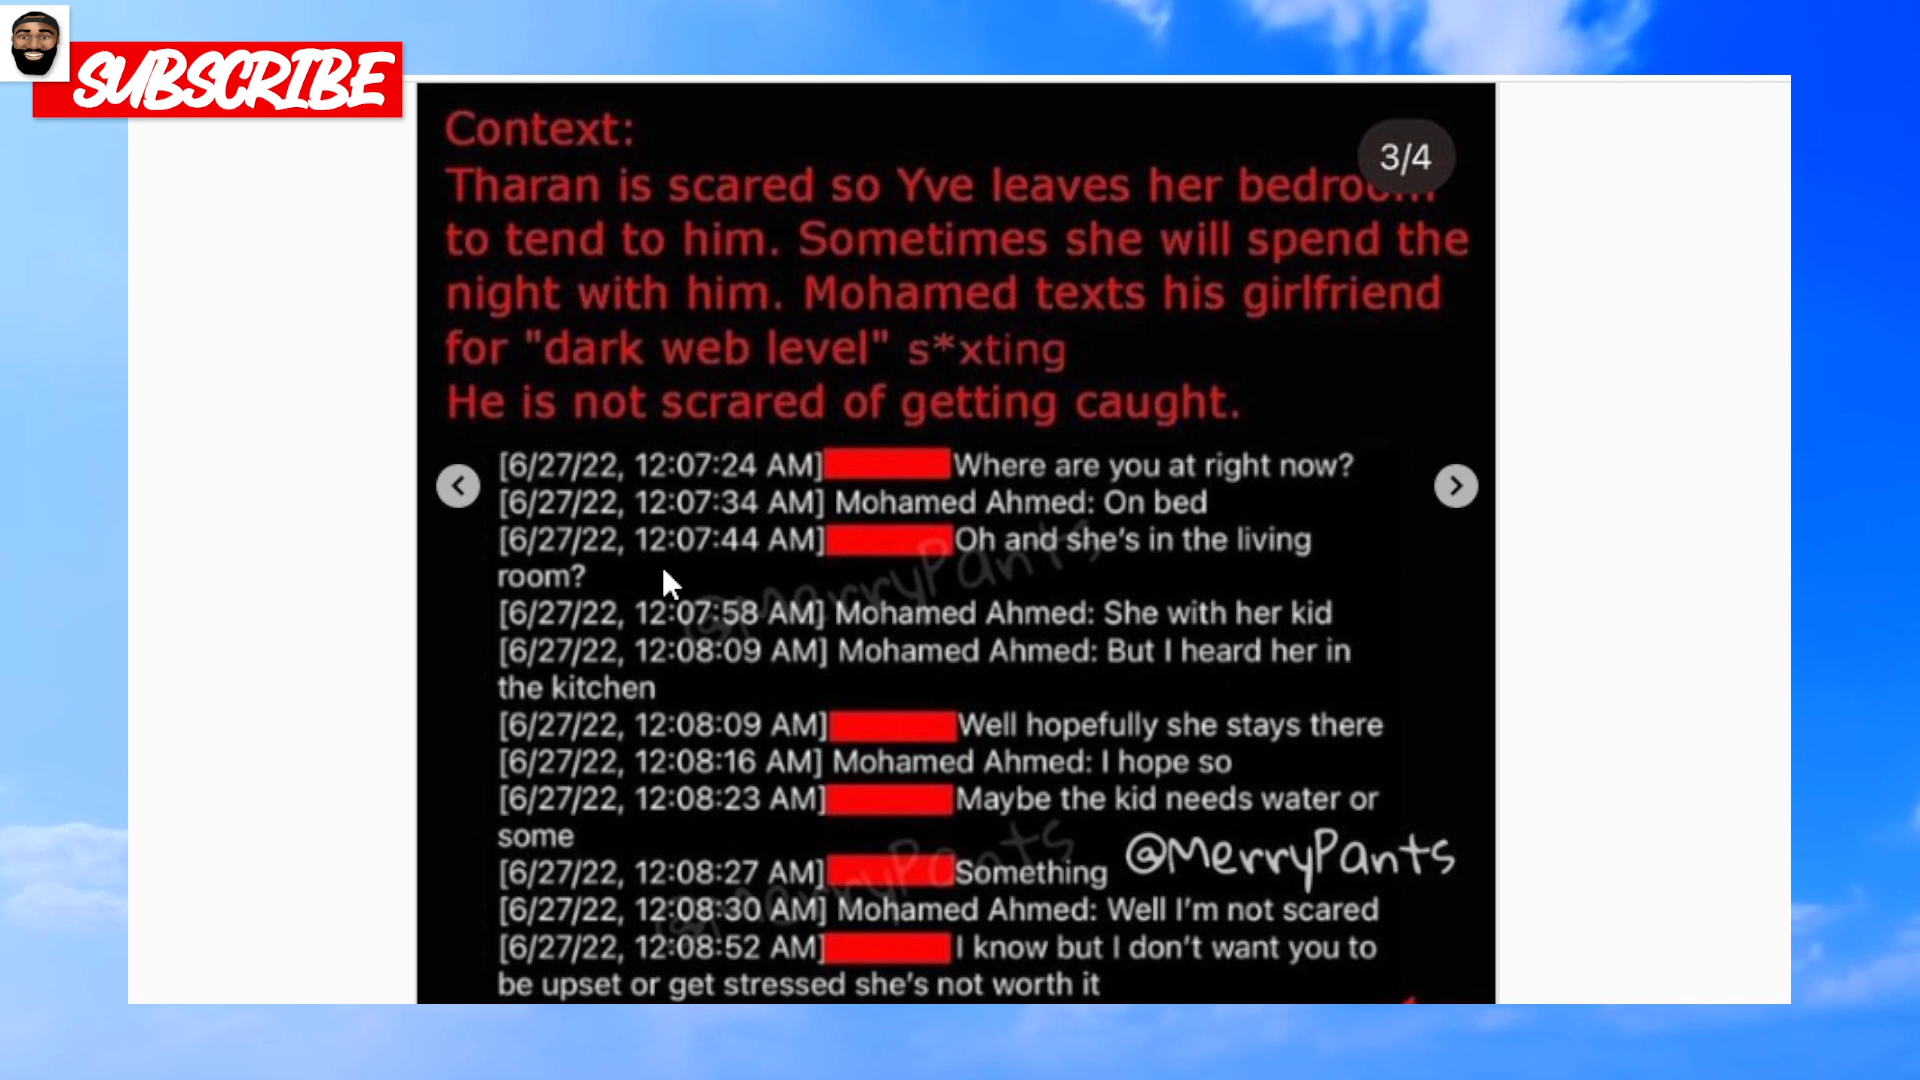 SUBSCRIBE
Context:
3/4
Tharan is scared so Yve leaves her bedroom
to tend to him. Sometimes she will spend the
night with him. Mohamed texts his girlfriend
for "dark web level" s*xting
He is not scrared of getting caught.
[6/27/22, 12:07:24 AM] Where are you at right now?
[6/27/22, 12:07:34 AM] Mohamed Ahmed: On bed
[6/27/22, 12:07:44 AM] Oh and she's in the living
room?
[6/27/22, 12:07:58 AM] Mohamed Ahmed: She with her kid
[6/27/22, 12:08:09 AM] Mohamed Ahmed: But I heard her in
the kitchen
[6/27/22, 12:08:09 AM] Well hopefully she stays there
[6/27/22, 12:08:16 AM] Mohamed Ahmed: I hope so
[6/27/22, 12:08:23 AM] Maybe the kid needs water or
some
[6/27/22, 12:08:27 AM] Something
@MerryPants
[6/27/22, 12:08:30 AM] Mohamed Ahmed: Well I'm not scared
[6/27/22, 12:08:52 AM] I know but I don't want you to
be upset or get stressed she's not worth it
@MerryPants
@MerryPants